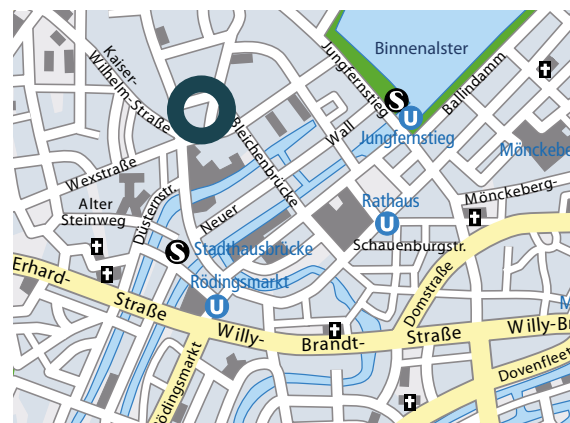 Binnenalster
Kaiser-
Wilhelm-Straße
Jungfernstieg
S
Ballindamm
U
Jungfernstieg
Wall
Bleichenbrücke
Mönckebe
Wexstraße
Alter
Steinweg
Düsternstr.
Neuer
Rathaus
U
Mönckeberg-
S
Stadthausbrücke
Schauenburgstr.
Erhard-
Rödingsmarkt
U
Domstraße
Straße
Willy-
Brandt-
Straße
Willy-Br
M
Rödingsmarkt
Dovenfleet